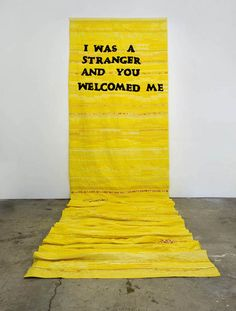 I WAS A
STRANGER
AND YOU
WELCOMED ME